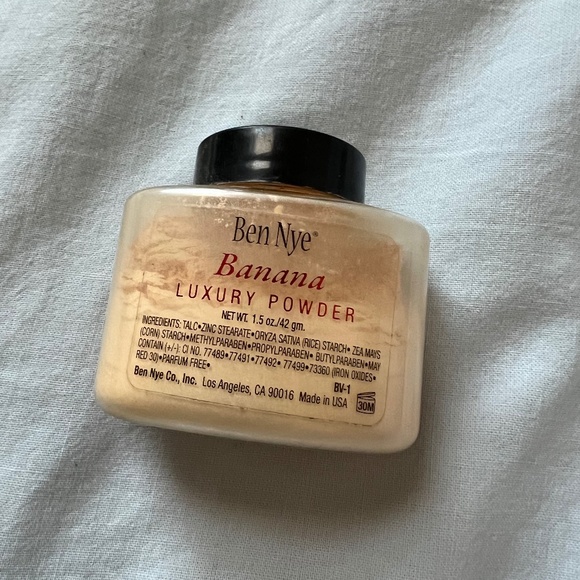 Ben Nye®
Banana
LUXURY POWDER
NET WT. 1.5 oz./42 gm.
INGREDIENTS: TALC•ZINC STEARATE•ORYZA SATIVA (RICE) STARCH• ZEA MAYS
(CORN) STARCH•METHYLPARABEN•PROPYLPARABEN• BUTYLPARABEN•MAY
CONTAIN (+/-): CI NO. 77489•77491•77492• 77499•73360 (IRON OXIDES•
RED 30)•PARFUM FREE•
BV-1
Ben Nye Co., Inc. Los Angeles, CA 90016 Made in USA
30M